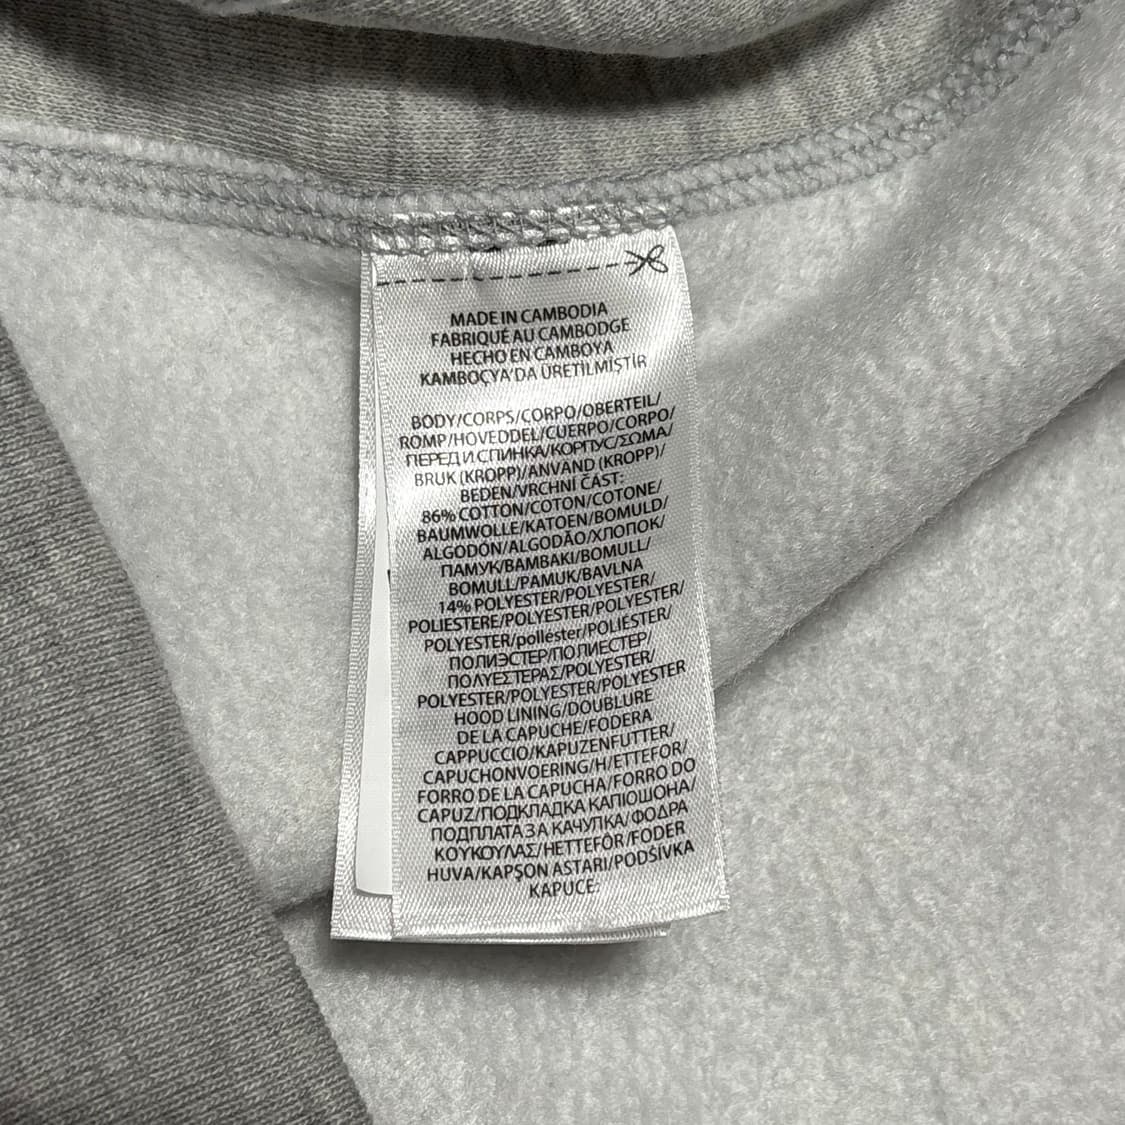 MADE IN CAMBODIA
FABRIQUÉ AU CAMBODGE
HECHO EN CAMBOYA
KAMBOÇYA'DA ÜRETİLMİŞTİR
BODY/CORPS/CORPO/OBERTEIL/
ROMP/HOVEDDEL/CUERPO/CORPO/
ПЕРЕД И СПИНКА/КОРПУС/ΣΩΜΑ/
BRUK (KROPP)/ANVAND (KROPP)/
BEDEN/VRCHNÍ ČÁST:
86% COTTON/COTON/COTONE/
BAUMWOLLE/KATOEN/BOMULD/
ALGODÓN/ALGODÃO/ХЛОПОК/
ПАМУК/BAMBAKI/BOMULL/
BOMULL/PAMUK/BAVLNA
14% POLYESTER/POLYESTER/
POLIESTERE/POLYESTER/POLYESTER/
POLYESTER/poliéster/POLIÉSTER/
ПОЛИЭСТЕР/ПОЛИЕСТЕР/
ΠΟΛΥΕΣΤΕΡΑΣ/POLYESTER/
POLYESTER/POLYESTER/POLYESTER
HOOD LINING/DOUBLURE
DE LA CAPUCHE/FODERA
CAPPUCCIO/KAPUZENFUTTER/
CAPUCHONVOERING/H/ETTEFOR/
FORRO DE LA CAPUCHA/FORRO DO
CAPUZ/ПОДКЛАДКА КАПЮШОНА/
ПОДПЛАТА ЗА КАЧУЛКА/ΦΟΔΡΑ
ΚΟΥΚΟΥΛΑΣ/HETTEFÔR/FODER
HUVA/KAPŞON ASTARI/PODŠÍVKA
KAPUCE: